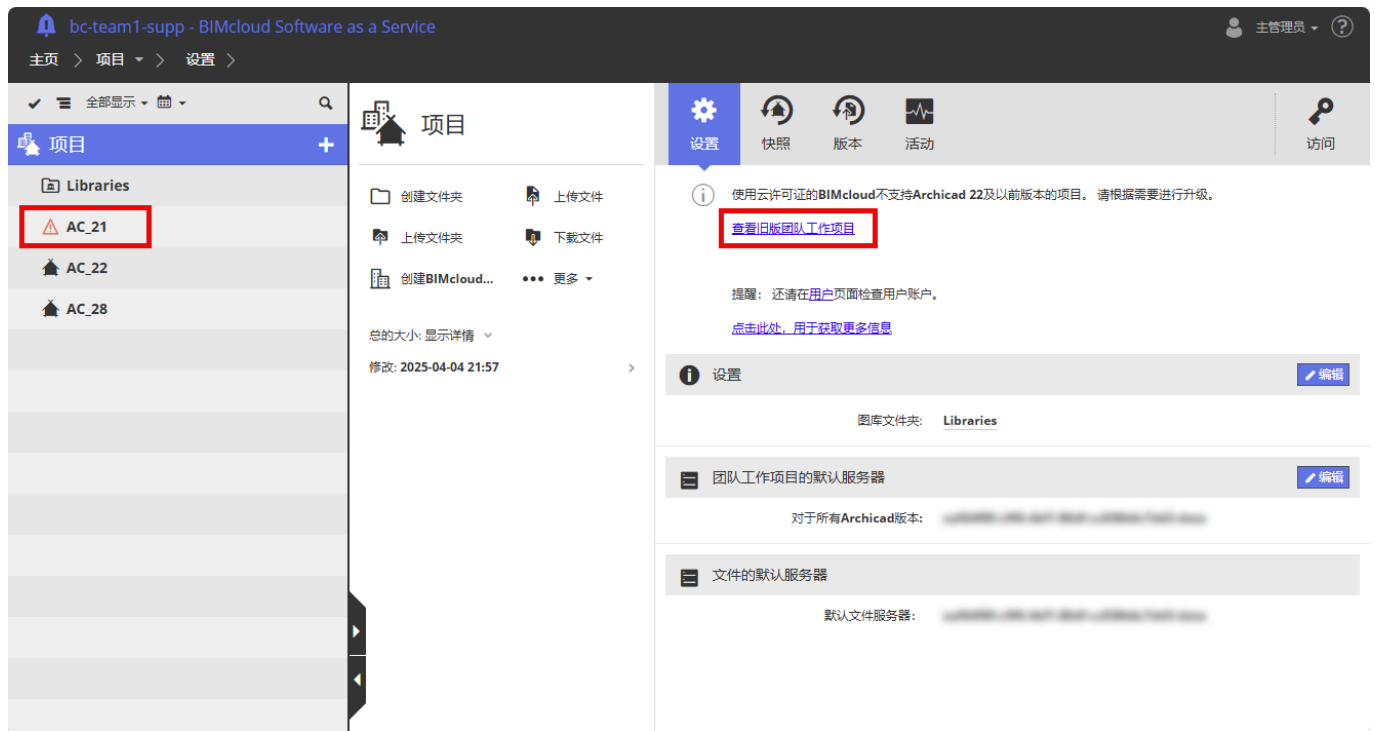 bc-team1-supp - BIMcloud Software as a Service
主管理员
主页 > 项目 > 设置 >
全部显示
项目
Libraries
AC_21
AC_22
AC_28
项目
创建文件夹 上传文件
上传文件夹 下载文件
创建BIMcloud... 更多
总的大小: 显示详情
修改: 2025-04-04 21:57
设置 快照 版本 活动 访问
使用云许可证的BIMcloud不支持Archicad 22及以前版本的项目。 请根据需要进行升级。
查看旧版团队工作项目
提醒: 还请在用户页面检查用户账户。
点击此处，用于获取更多信息
设置 编辑
图库文件夹: Libraries
团队工作项目的默认服务器 编辑
对于所有Archicad版本:
文件的默认服务器
默认文件服务器: